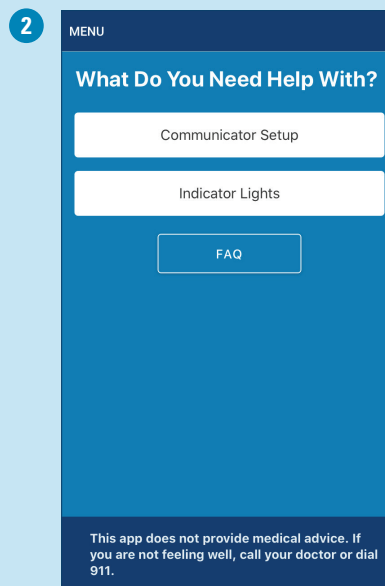 2
MENU
What Do You Need Help With?
Communicator Setup
Indicator Lights
FAQ
This app does not provide medical advice. If
you are not feeling well, call your doctor or dial
911.